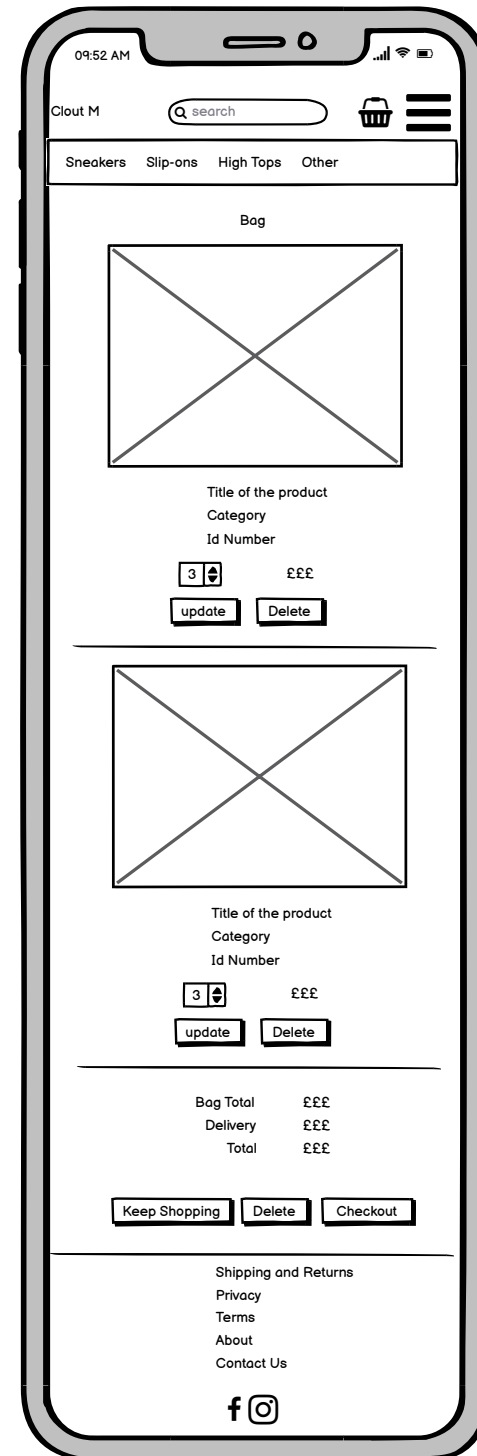 09:52 AM
Clout M
search
Sneakers Slip-ons High Tops Other
Bag
Title of the product
Category
Id Number
3 £££
update Delete
Title of the product
Category
Id Number
3 £££
update Delete
Bag Total £££
Delivery £££
Total £££
Keep Shopping Delete Checkout
Shipping and Returns
Privacy
Terms
About
Contact Us